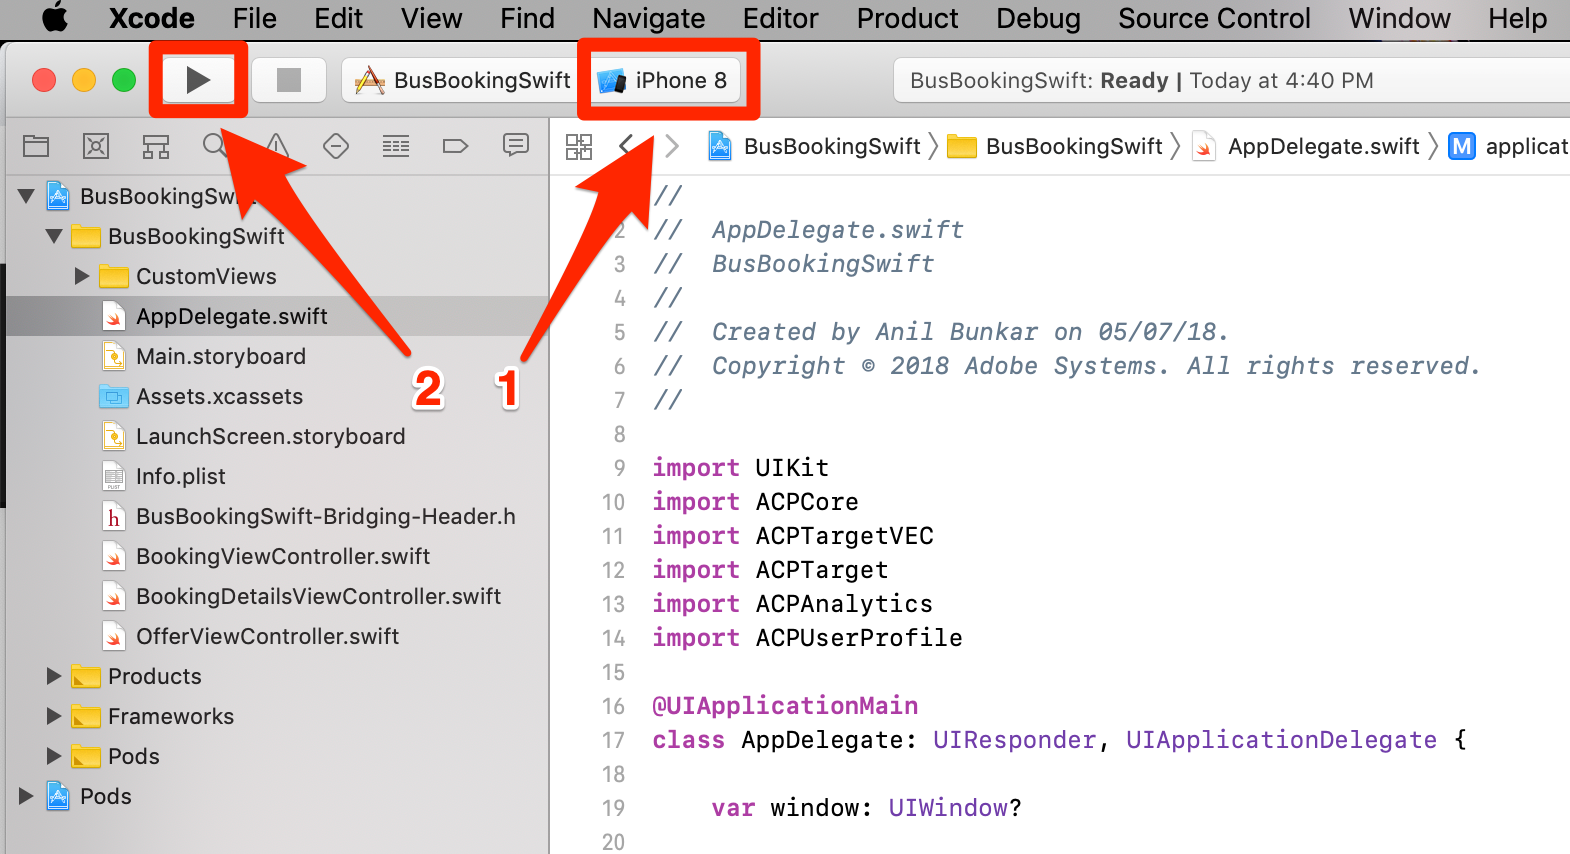 Xcode File Edit View Find Navigate Editor Product Debug Source Control Window Help
BusBookingSwift iPhone 8 BusBookingSwift: Ready | Today at 4:40 PM
BusBookingSwift BusBookingSwift AppDelegate.swift M applicat
BusBookingSwift
BusBookingSwift
CustomViews
AppDelegate.swift
Main.storyboard
Assets.xcassets
LaunchScreen.storyboard
PLIST Info.plist
h BusBookingSwift-Bridging-Header.h
BookingViewController.swift
BookingDetailsViewController.swift
OfferViewController.swift
Products
Frameworks
Pods
Pods
2 1
//
2 // AppDelegate.swift
3 // BusBookingSwift
4 //
5 // Created by Anil Bunkar on 05/07/18.
6 // Copyright © 2018 Adobe Systems. All rights reserved.
7 //
8
9 import UIKit
10 import ACPCore
11 import ACPTargetVEC
12 import ACPTarget
13 import ACPAnalytics
14 import ACPUserProfile
15
16 @UIApplicationMain
17 class AppDelegate: UIResponder, UIApplicationDelegate {
18
19 var window: UIWindow?
20